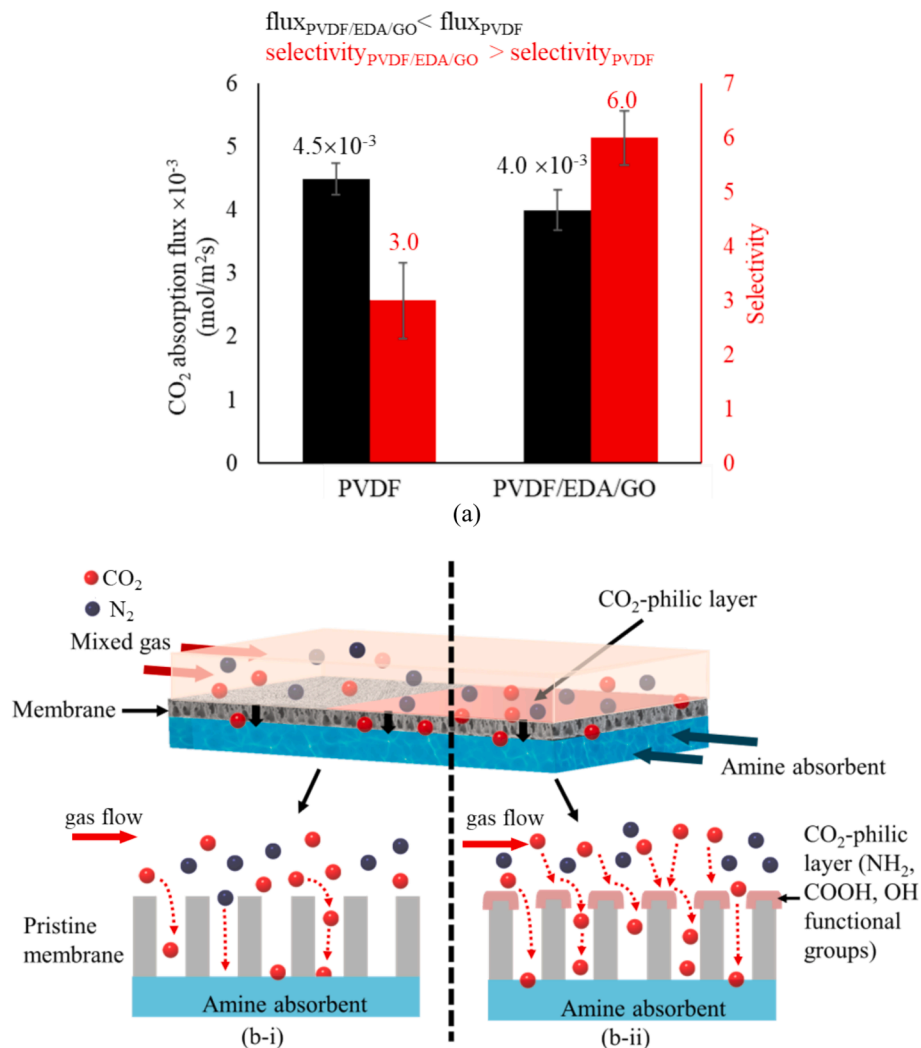 flux_PVDF/EDA/GO < flux_PVDF
selectivity_PVDF/EDA/GO > selectivity_PVDF
CO₂ absorption flux ×10⁻³
(mol/m²s)
6
5
4
3
2
1
0
4.5×10⁻³
3.0
4.0 ×10⁻³
6.0
7
6
5
4
3
2
1
0
Selectivity
PVDF
PVDF/EDA/GO
(a)
CO₂
N₂
Mixed gas
Membrane
CO₂-philic
layer
Amine absorbent
gas flow
Pristine
membrane
Amine absorbent
(b-i)
gas flow
CO₂-philic
layer (NH₂,
COOH, OH
functional
groups)
Amine absorbent
(b-ii)